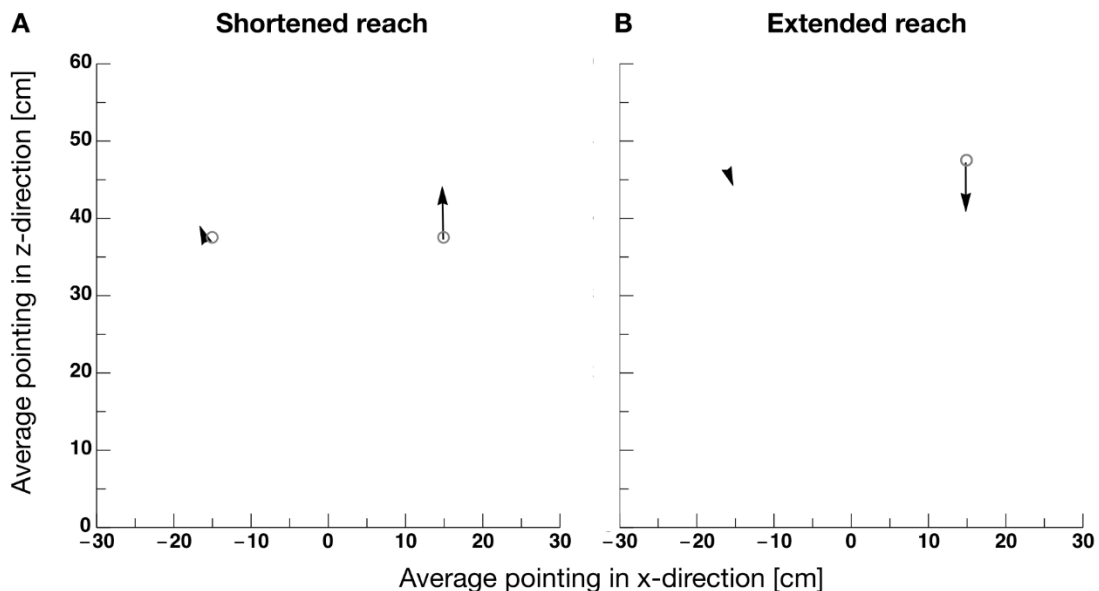 A Shortened reach
B Extended reach
Average pointing in z-direction [cm]
60
50
40
30
20
10
0
−30 −20 −10 0 10 20 30
−30 −20 −10 0 10 20 30
Average pointing in x-direction [cm]